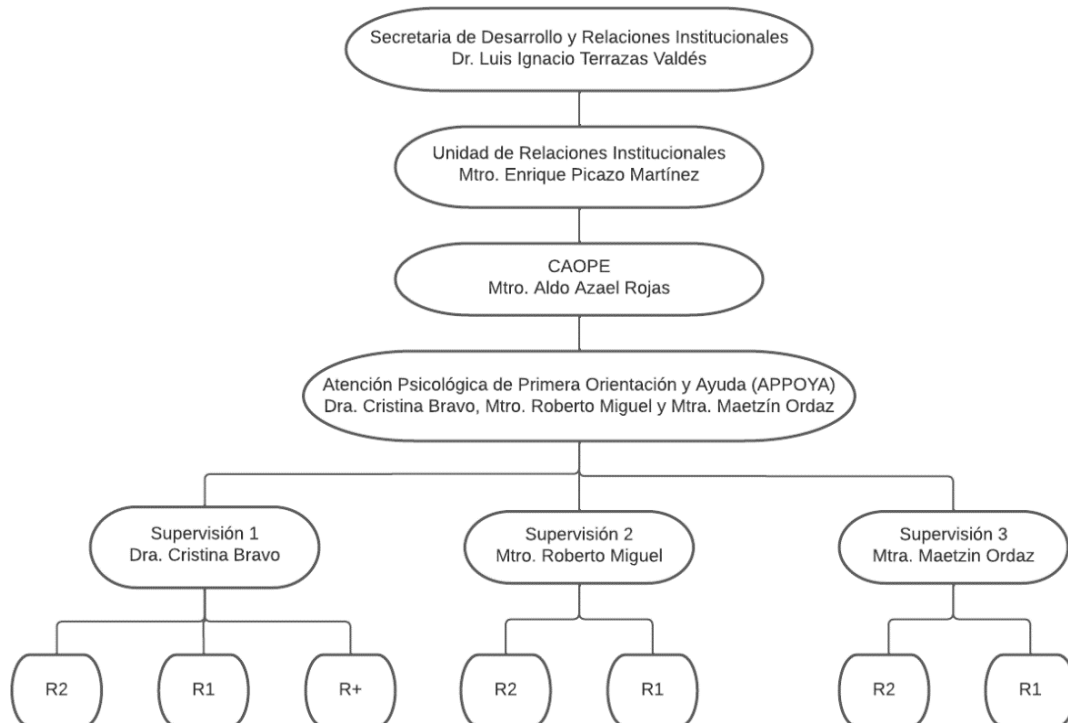 Secretaria de Desarrollo y Relaciones Institucionales
Dr. Luis Ignacio Terrazas Valdés
Unidad de Relaciones Institucionales
Mtro. Enrique Picazo Martínez
CAOPE
Mtro. Aldo Azael Rojas
Atención Psicológica de Primera Orientación y Ayuda (APPOYA)
Dra. Cristina Bravo, Mtro. Roberto Miguel y Mtra. Maetzín Ordaz
Supervisión 1
Dra. Cristina Bravo
Supervisión 2
Mtro. Roberto Miguel
Supervisión 3
Mtra. Maetzin Ordaz
R2
R1
R+
R2
R1
R2
R1